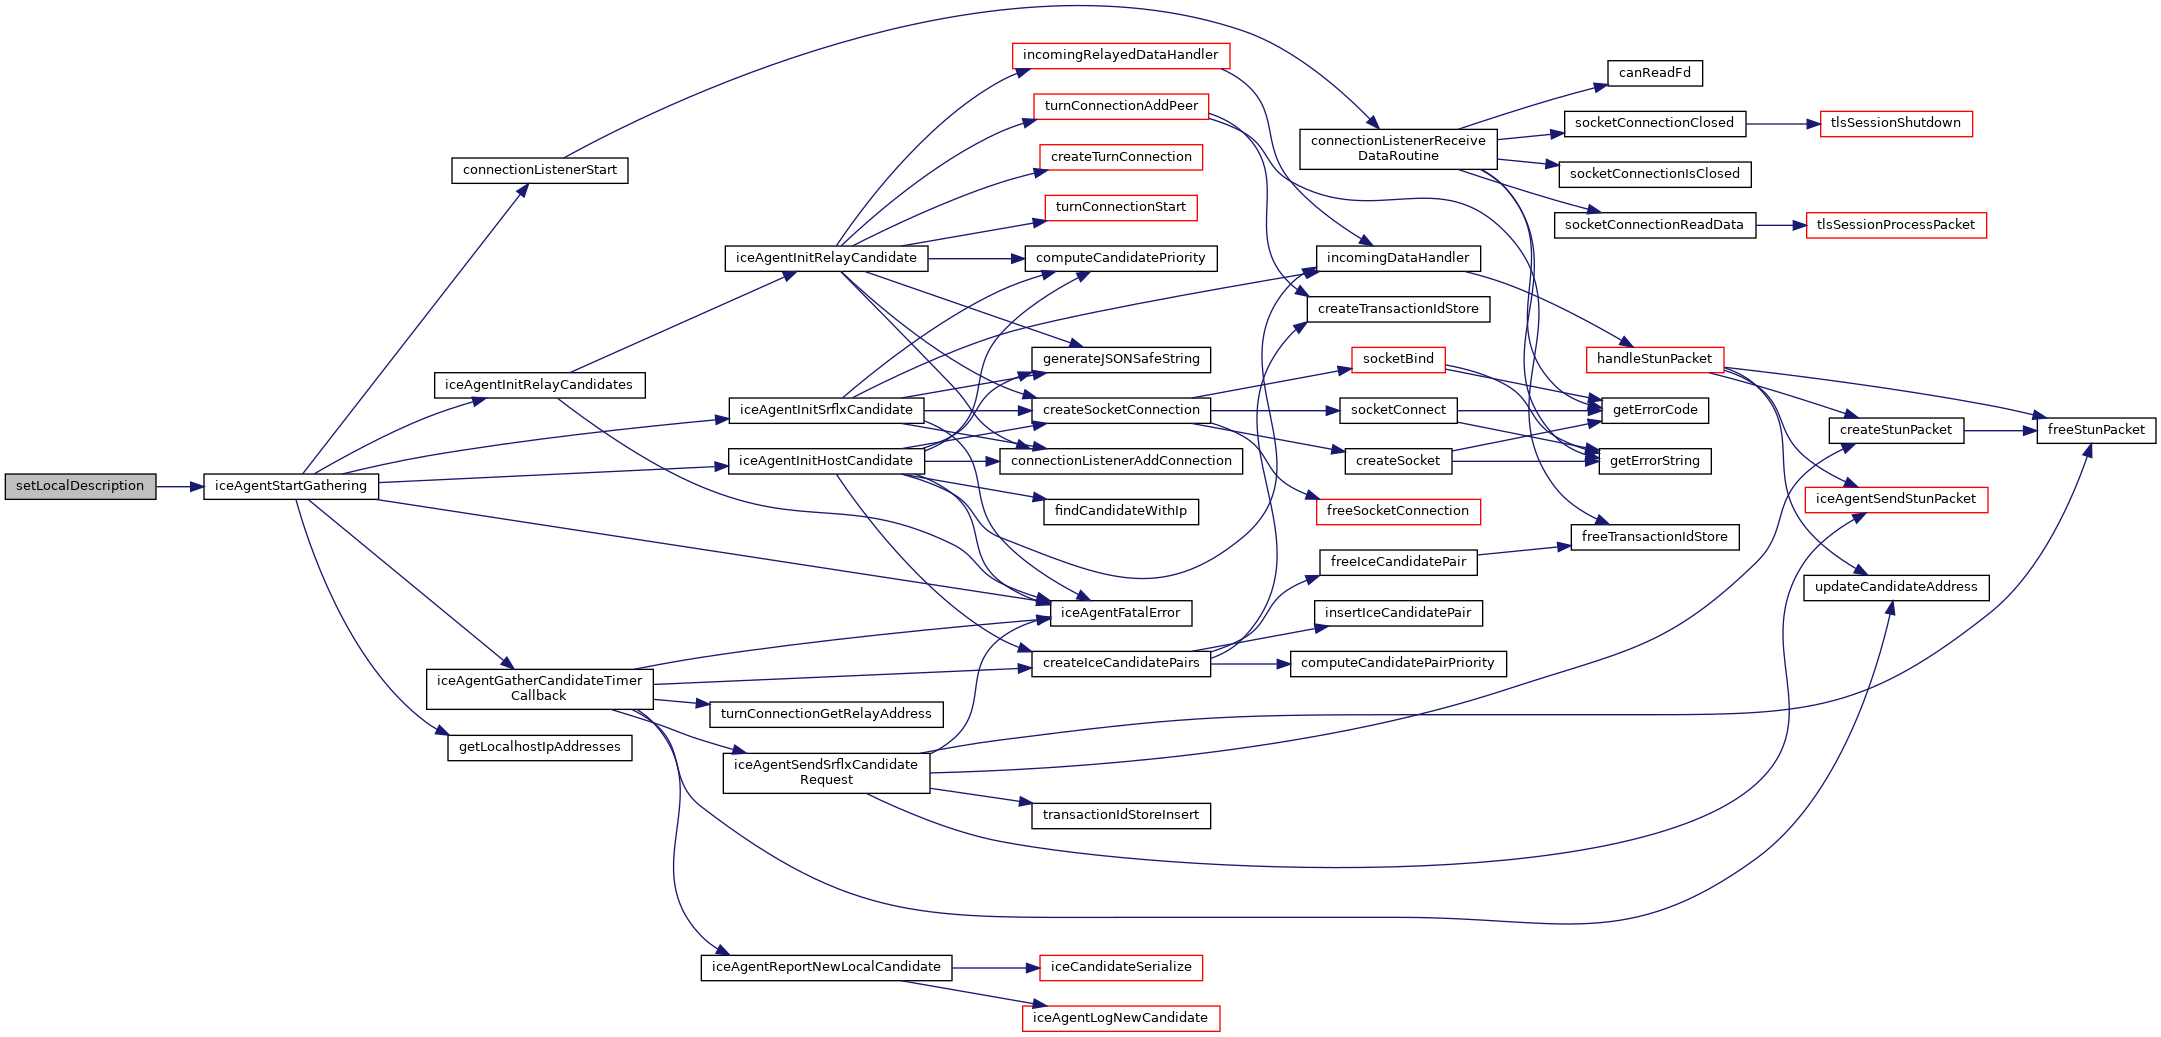 setLocalDescription
iceAgentStartGathering
connectionListenerStart
iceAgentInitRelayCandidates
iceAgentGatherCandidateTimer
Callback
getLocalhostIpAddresses
iceAgentInitRelayCandidate
iceAgentInitSrflxCandidate
iceAgentInitHostCandidate
turnConnectionGetRelayAddress
iceAgentSendSrflxCandidate
Request
iceAgentReportNewLocalCandidate
incomingRelayedDataHandler
turnConnectionAddPeer
createTurnConnection
turnConnectionStart
computeCandidatePriority
generateJSONSafeString
createSocketConnection
connectionListenerAddConnection
findCandidateWithIp
iceAgentFatalError
createIceCandidatePairs
transactionIdStoreInsert
iceCandidateSerialize
iceAgentLogNewCandidate
connectionListenerReceive
DataRoutine
incomingDataHandler
createTransactionIdStore
socketBind
socketConnect
createSocket
freeSocketConnection
freeIceCandidatePair
insertIceCandidatePair
computeCandidatePairPriority
canReadFd
socketConnectionClosed
socketConnectionIsClosed
socketConnectionReadData
handleStunPacket
getErrorCode
getErrorString
freeTransactionIdStore
tlsSessionShutdown
tlsSessionProcessPacket
createStunPacket
iceAgentSendStunPacket
updateCandidateAddress
freeStunPacket